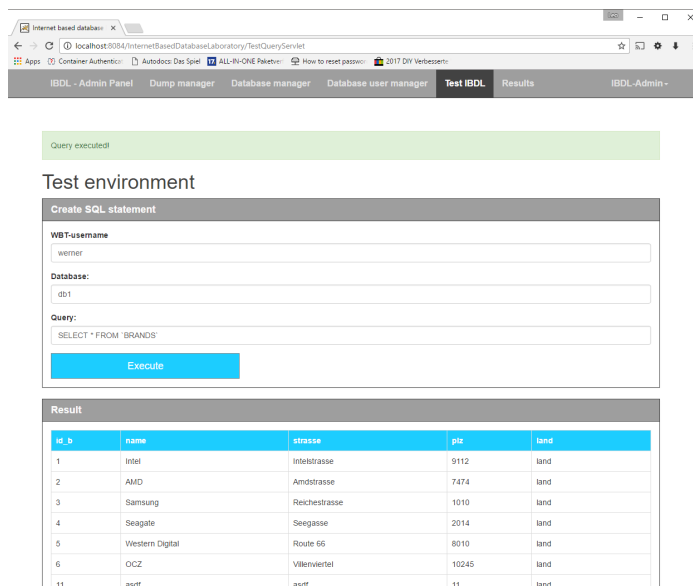 Internet based database
localhost:8084/InternetBasedDatabaseLaboratory/TestQueryServlet
Apps Container Authentica Autodocs: Das Spiel 17 ALL-IN-ONE Paketver How to reset passwor 2017 DIY Verbesserte
IBDL - Admin Panel Dump manager Database manager Database user manager Test IBDL Results IBDL-Admin
Query executed!
Test environment
Create SQL statement
WBT-username
werner
Database:
db1
Query:
SELECT * FROM `BRANDS`
Execute
Result
id_b name strasse plz land
1 Intel Intelstrasse 9112 land
2 AMD Amdstrasse 7474 land
3 Samsung Reichestrasse 1010 land
4 Seagate Seegasse 2014 land
5 Western Digital Route 66 8010 land
6 OCZ Villenviertel 10245 land
11 asdf asdf 11 land